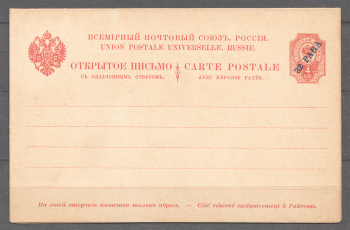 ВСЕМІРНЫЙ ПОЧТОВЫЙ СОЮЗЪ. РОССІЯ.
UNION POSTALE UNIVERSELLE. RUSSIE.
ОТКРЫТОЕ ПИСЬМО CARTE POSTALE
СЪ ОПЛАЧЕННЫМЪ ОТВѢТОМЪ. AVEC RÉPONSE PAYÉE.
PARA
На этой сторонѣ пишется только адресъ. — Côté réservé exclusivement à l'adresse.